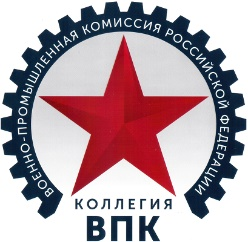 ВОЕННО-ПРОМЫШЛЕННАЯ КОМИССИЯ РОССИЙСКОЙ ФЕДЕРАЦИИ
КОЛЛЕГИЯ
ВПК